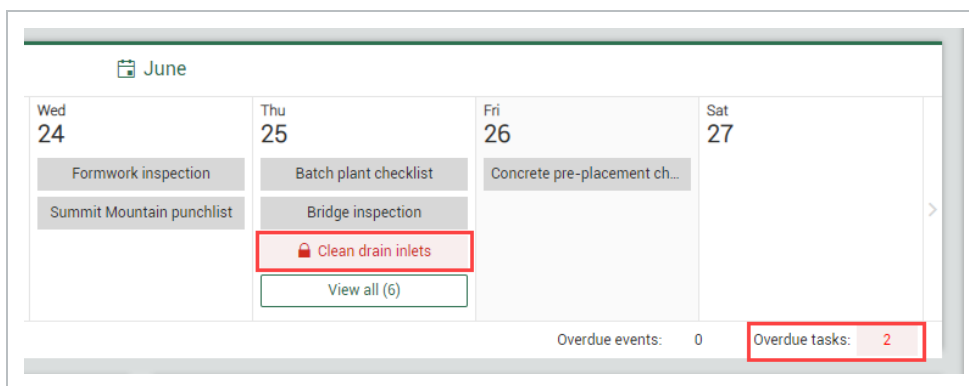 June
Wed
24
Formwork inspection
Summit Mountain punchlist
Thu
25
Batch plant checklist
Bridge inspection
Clean drain inlets
View all (6)
Fri
26
Concrete pre-placement ch...
Sat
27
Overdue events: 0 Overdue tasks: 2